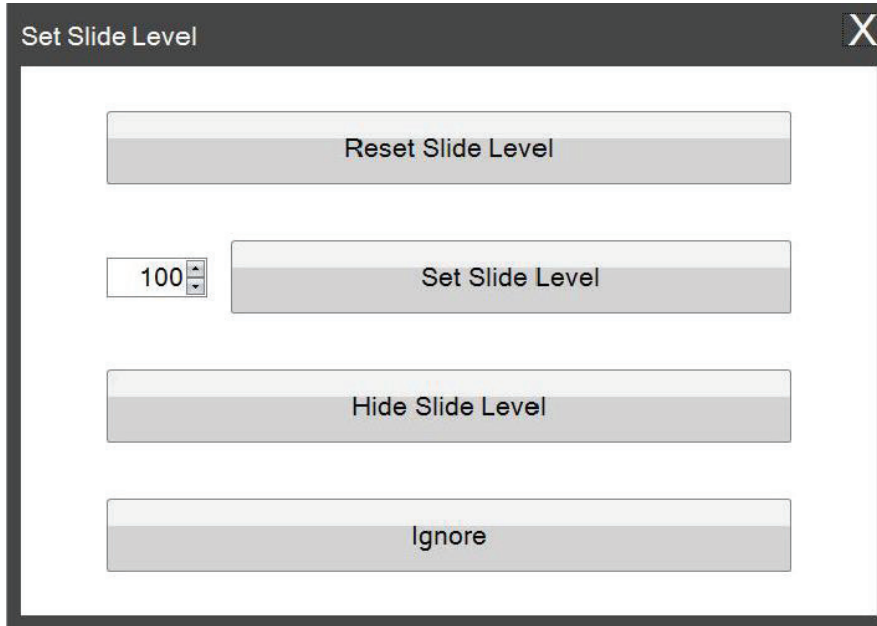 Set Slide Level X
Reset Slide Level
100 Set Slide Level
Hide Slide Level
Ignore